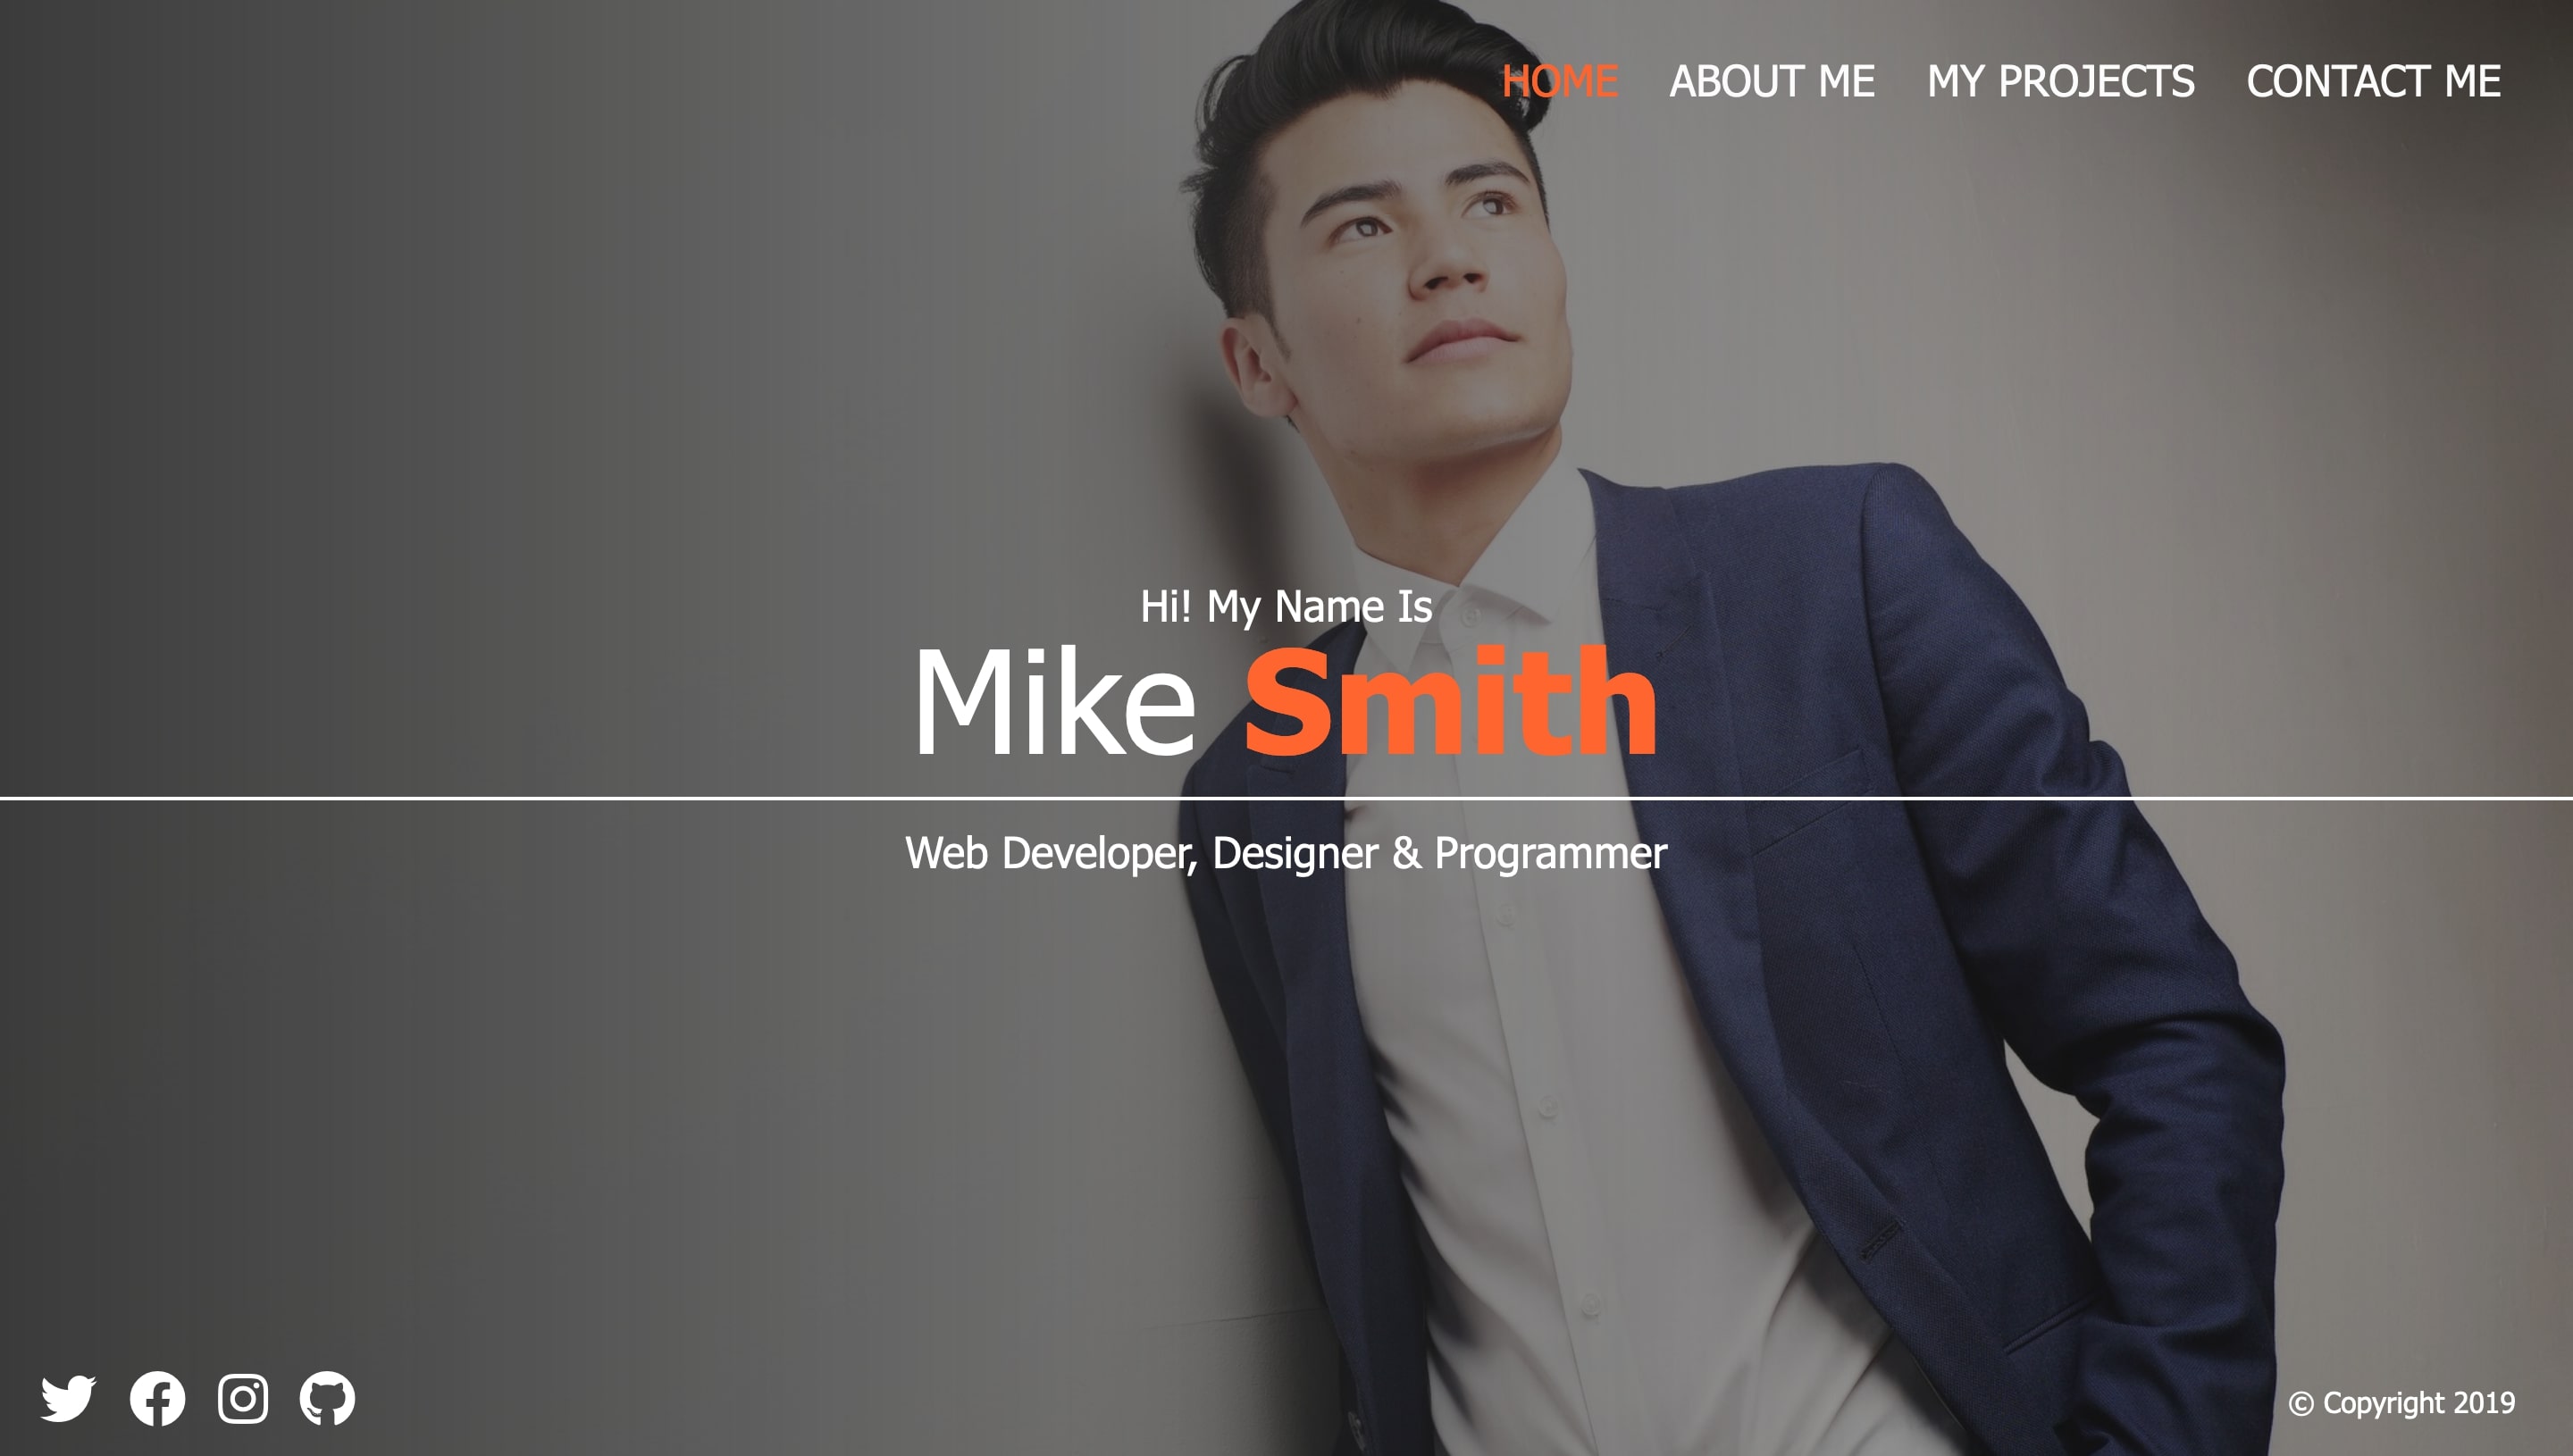 HOME ABOUT ME MY PROJECTS CONTACT ME
Hi! My Name Is
Mike Smith
Web Developer, Designer & Programmer
© Copyright 2019